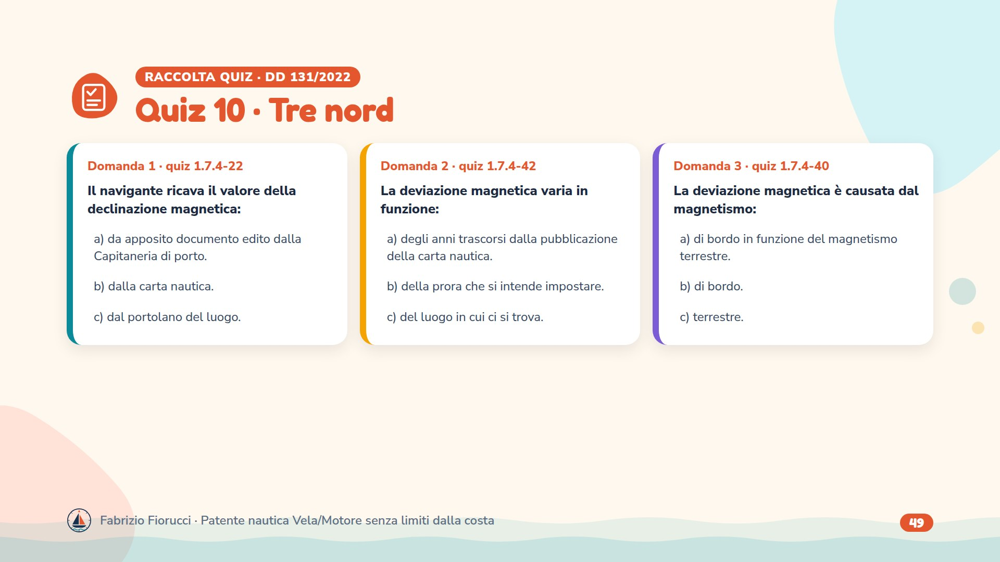 RACCOLTA QUIZ · DD 131/2022
Quiz 10 · Tre nord
Domanda 1 · quiz 1.7.4-22
Il navigante ricava il valore della
declinazione magnetica:
a) da apposito documento edito dalla
Capitaneria di porto.
b) dalla carta nautica.
c) dal portolano del luogo.
Domanda 2 · quiz 1.7.4-42
La deviazione magnetica varia in
funzione:
a) degli anni trascorsi dalla pubblicazione
della carta nautica.
b) della prora che si intende impostare.
c) del luogo in cui ci si trova.
Domanda 3 · quiz 1.7.4-40
La deviazione magnetica è causata dal
magnetismo:
a) di bordo in funzione del magnetismo
terrestre.
b) di bordo.
c) terrestre.
Fabrizio Fiorucci · Patente nautica Vela/Motore senza limiti dalla costa
49